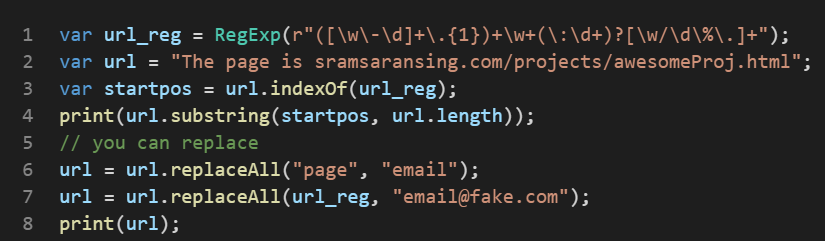 1 var url_reg = RegExp(r"([\w\-\d]+\.{1})+\w+(\:\d+)?[\w/\d\%\.]+");
2 var url = "The page is sramsaransing.com/projects/awesomeProj.html";
3 var startpos = url.indexOf(url_reg);
4 print(url.substring(startpos, url.length));
5 // you can replace
6 url = url.replaceAll("page", "email");
7 url = url.replaceAll(url_reg, "email@fake.com");
8 print(url);